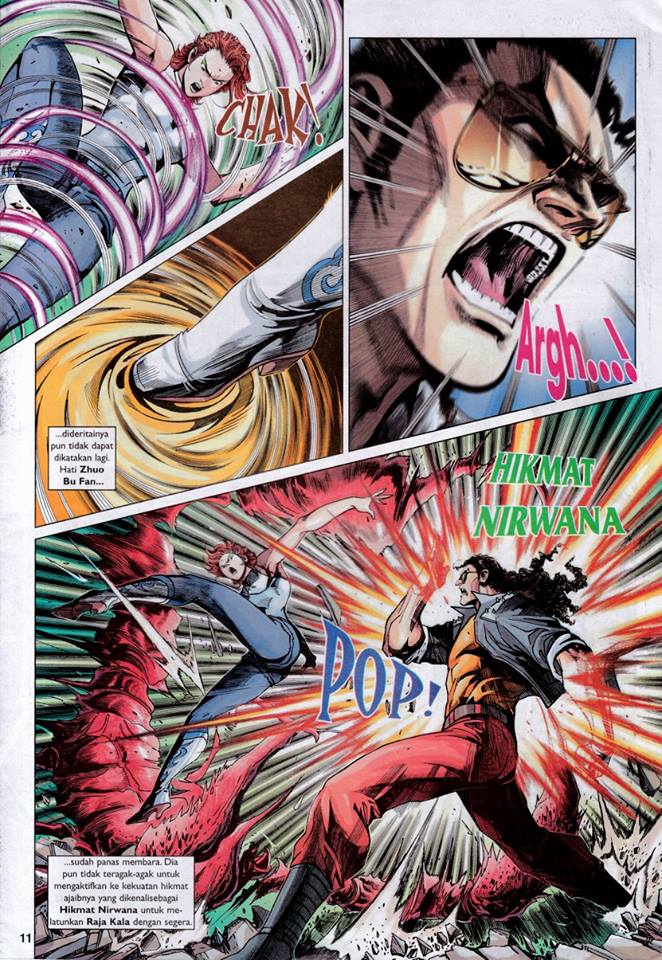 CHAK!
Argh....!
...dideritainya
pun tidak dapat
dikatakan lagi.
Hati Zhuo
Bu Fan...
HIKMAT
NIRWANA
POP!
...sudah panas membara. Dia
pun tidak teragak-agak untuk
mengaktifkan ke kekuatan hikmat
ajaibnya yang dikenalisebagai
Hikmat Nirwana untuk me-
latunkan Raja Kala dengan segera.
11